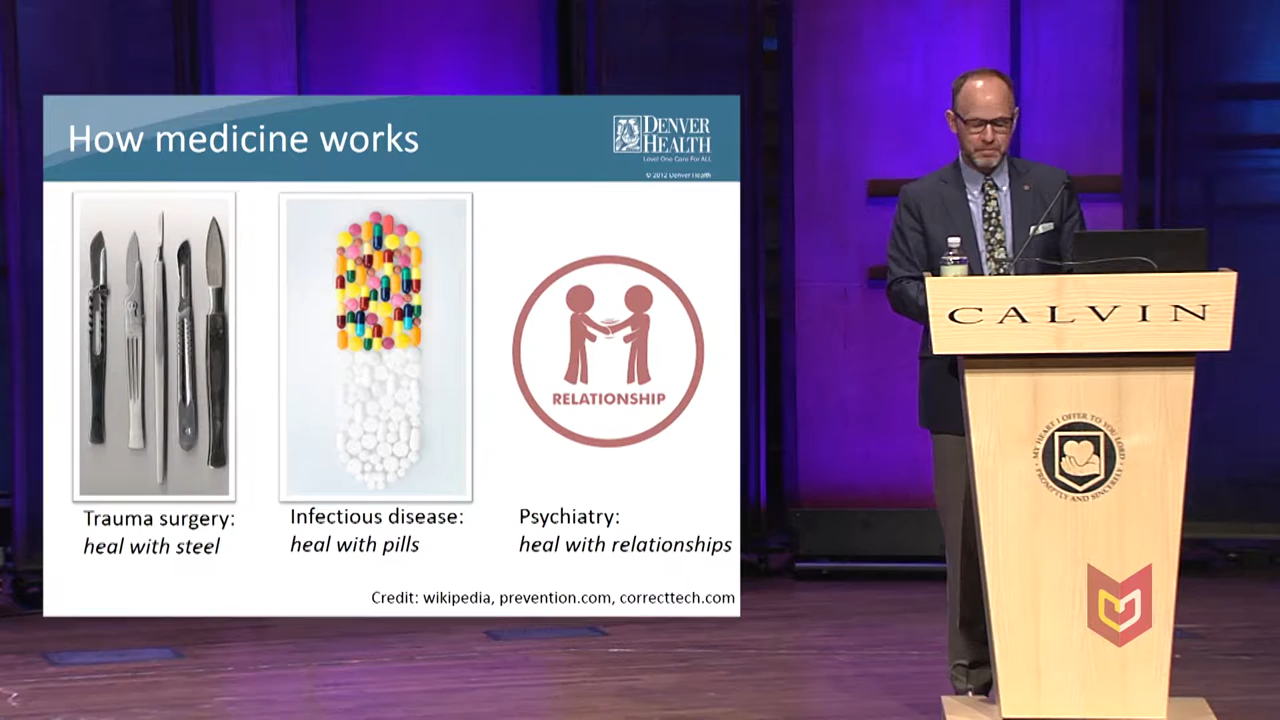 How medicine works
DENVER
HEALTH
Level One Care For ALL
© 2012 Denver Health
RELATIONSHIP
Trauma surgery:
heal with steel
Infectious disease:
heal with pills
Psychiatry:
heal with relationships
Credit: wikipedia, prevention.com, correcttech.com
CALVIN
MY HEART I OFFER TO YOU LORD
PROMPTLY AND SINCERELY